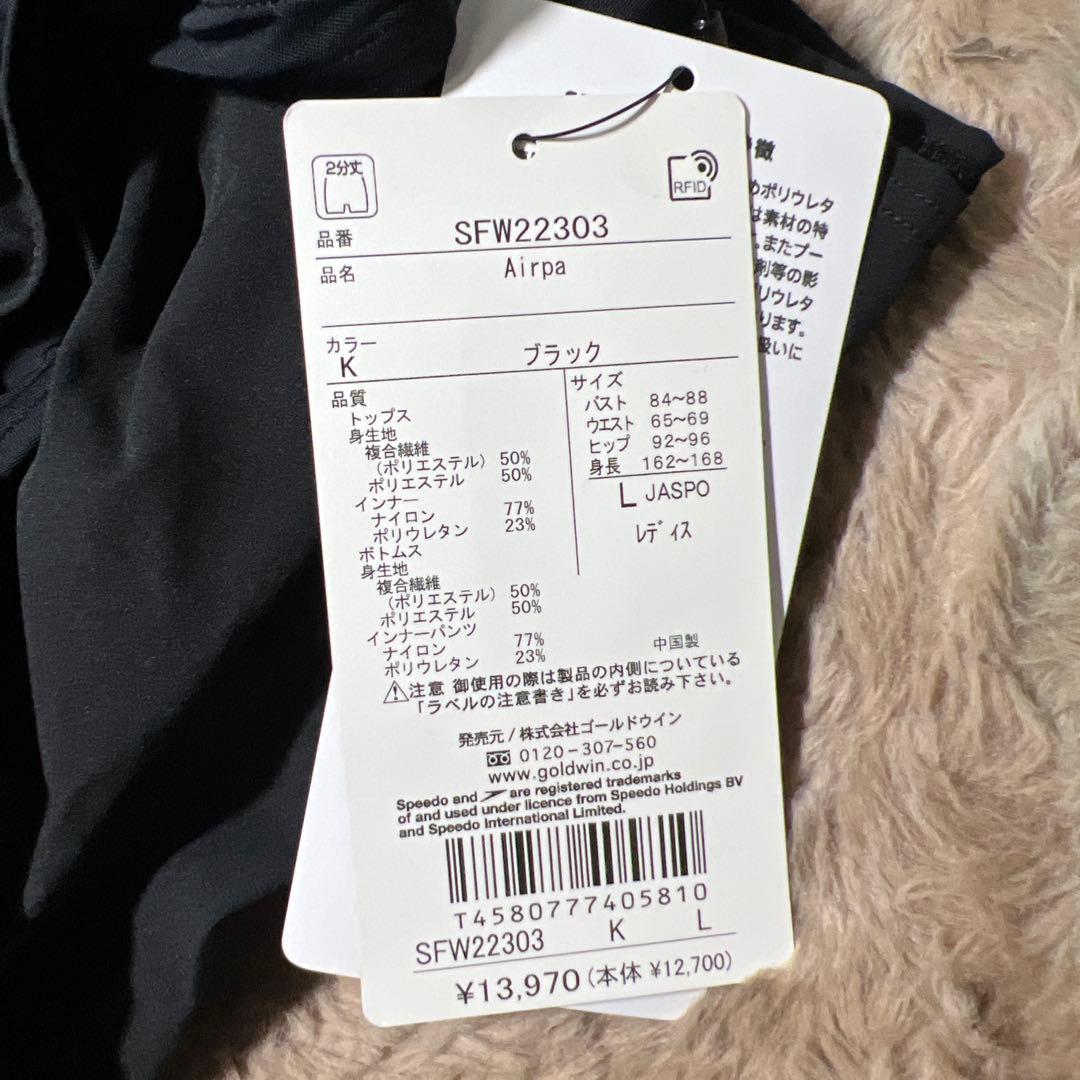 2分丈
RFID
品番 SFW22303
品名 Airpa
カラー
K ブラック
品質
トップス
身生地
複合繊維
(ポリエステル) 50%
ポリエステル 50%
インナー
ナイロン 77%
ポリウレタン 23%
ボトムス
身生地
複合繊維
(ポリエステル) 50%
ポリエステル 50%
インナーパンツ
ナイロン 77%
ポリウレタン 23%
サイズ
バスト 84~88
ウエスト 65~69
ヒップ 92~96
身長 162~168
L JASPO
レディス
中国製
注意 御使用の際は製品の内側についている
「ラベルの注意書き」を必ずお読み下さい。
発売元/株式会社ゴールドウイン
0120-307-560
www.goldwin.co.jp
Speedo and are registered trademarks
of and used under licence from Speedo Holdings BV
and Speedo International Limited.
T4580777405810
SFW22303 K L
¥13,970(本体 ¥12,700)
徴
ポリウレタ
は素材の特
またプー
剤等の影
リウレタ
ります。
扱いに